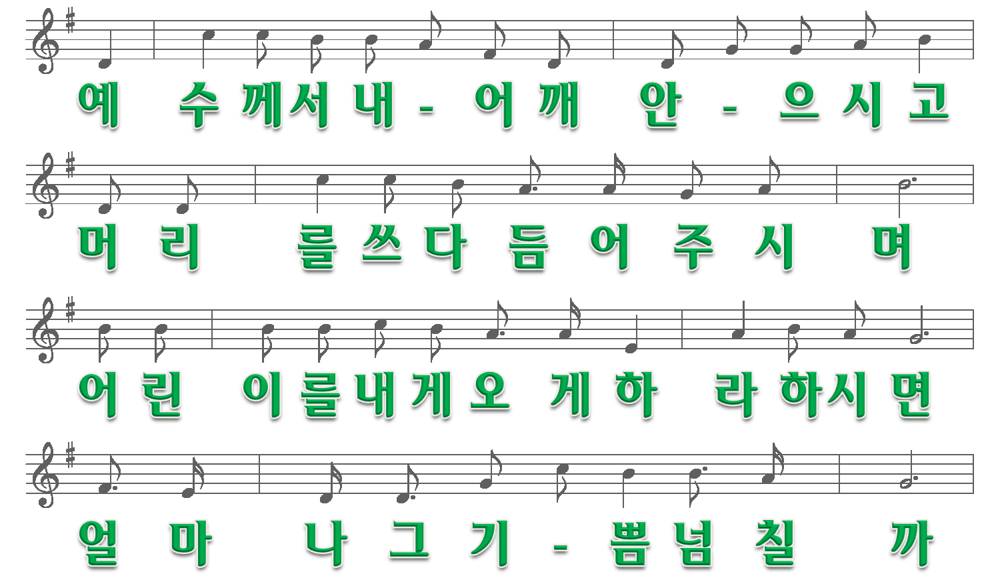 예 수 께 서 내 - 어 깨 안 - 으 시 고
머 리 를 쓰 다 듬 어 주 시 며
어 린 이 를 내 게 오 게 하 라 하 시 면
얼 마 나 그 기 - 쁨 넘 칠 까